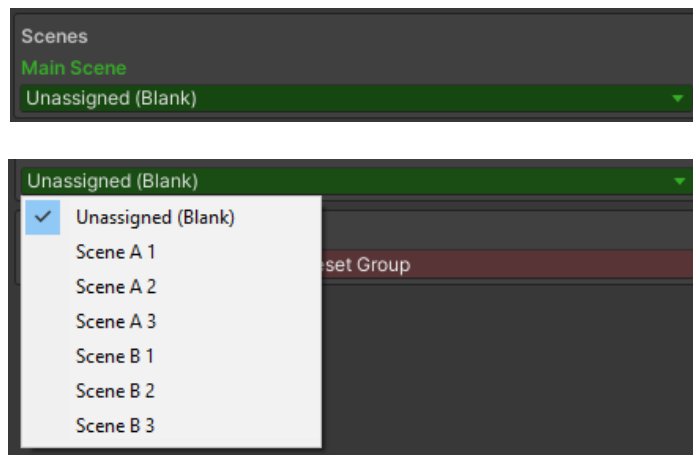 Scenes
Main Scene
Unassigned (Blank)
Unassigned (Blank)
Unassigned (Blank)
Scene A 1
eset Group
Scene A 2
Scene A 3
Scene B 1
Scene B 2
Scene B 3